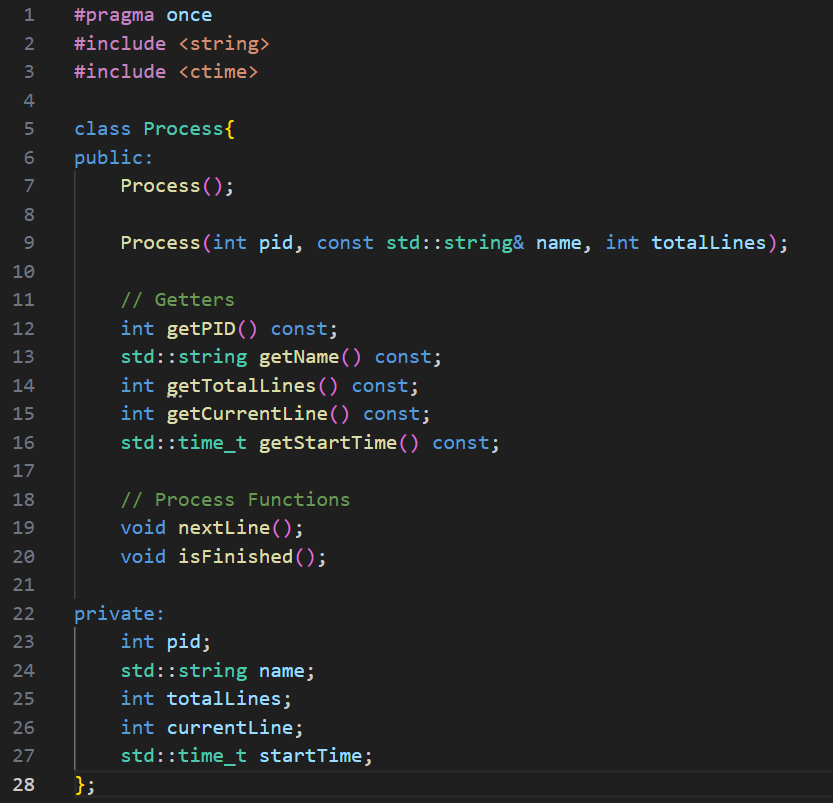 1 #pragma once
2 #include <string>
3 #include <ctime>
4
5 class Process{
6 public:
7     Process();
8
9     Process(int pid, const std::string& name, int totalLines);
10
11     // Getters
12     int getPID() const;
13     std::string getName() const;
14     int getTotalLines() const;
15     int getCurrentLine() const;
16     std::time_t getStartTime() const;
17
18     // Process Functions
19     void nextLine();
20     void isFinished();
21
22 private:
23     int pid;
24     std::string name;
25     int totalLines;
26     int currentLine;
27     std::time_t startTime;
28 };